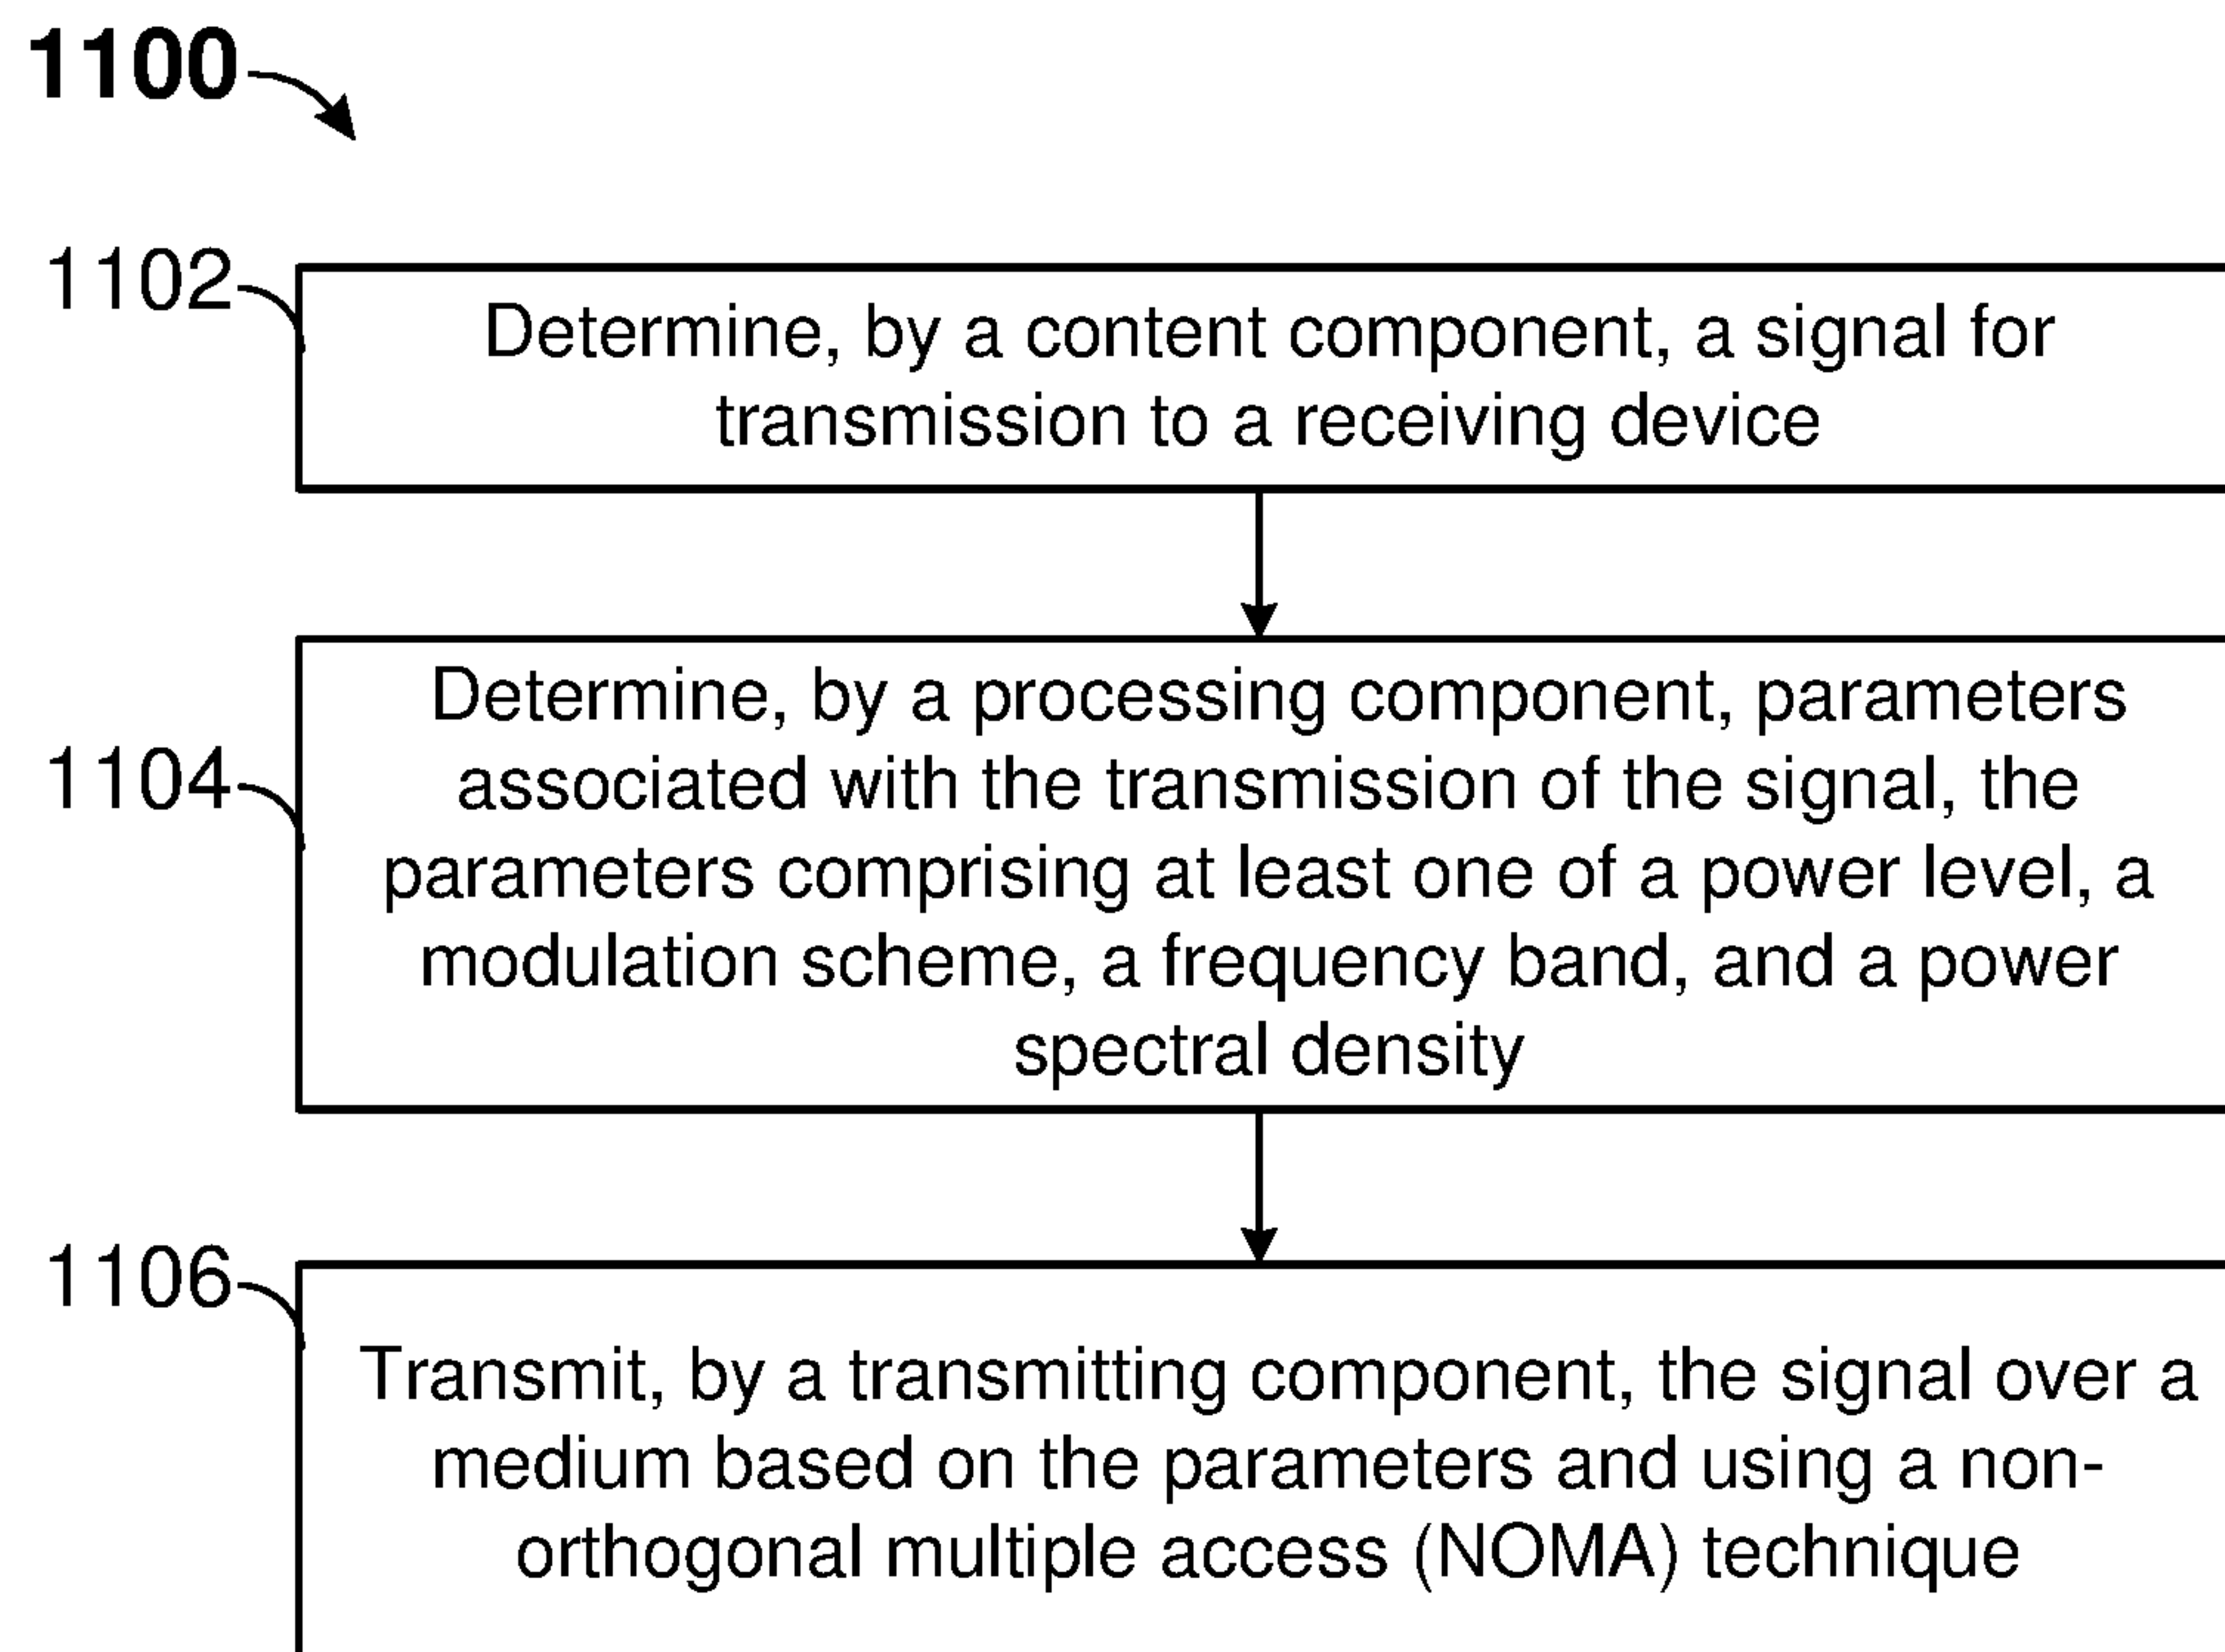 1100
1102
Determine, by a content component, a signal for
transmission to a receiving device
1104
Determine, by a processing component, parameters
associated with the transmission of the signal, the
parameters comprising at least one of a power level, a
modulation scheme, a frequency band, and a power
spectral density
1106
Transmit, by a transmitting component, the signal over a
medium based on the parameters and using a non-
orthogonal multiple access (NOMA) technique